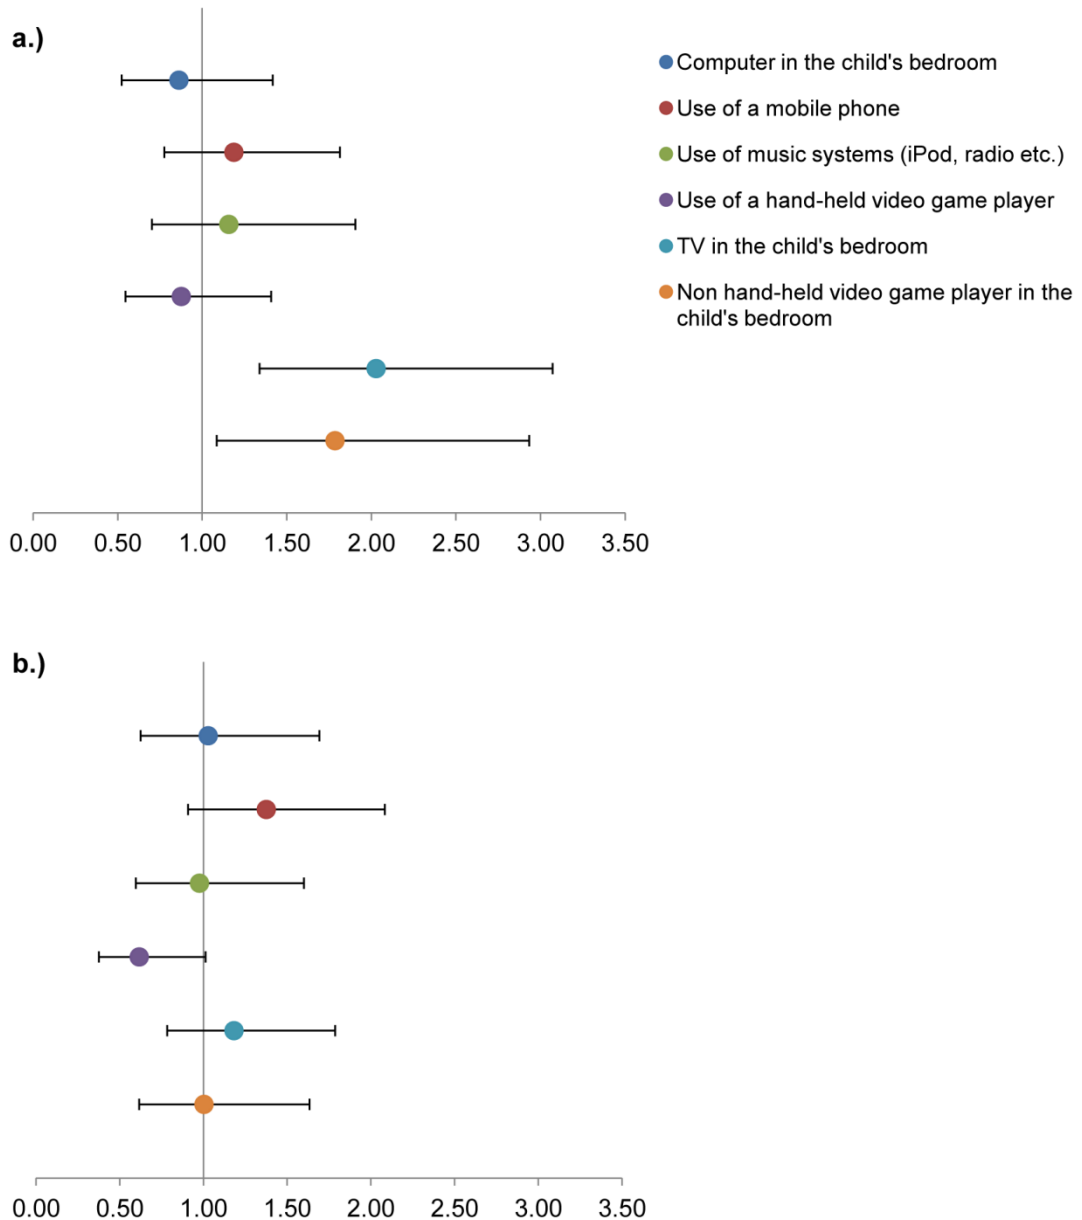 a.)
Computer in the child's bedroom
Use of a mobile phone
Use of music systems (iPod, radio etc.)
Use of a hand-held video game player
TV in the child's bedroom
Non hand-held video game player in the
child's bedroom
0.00 0.50 1.00 1.50 2.00 2.50 3.00 3.50
b.)
0.00 0.50 1.00 1.50 2.00 2.50 3.00 3.50